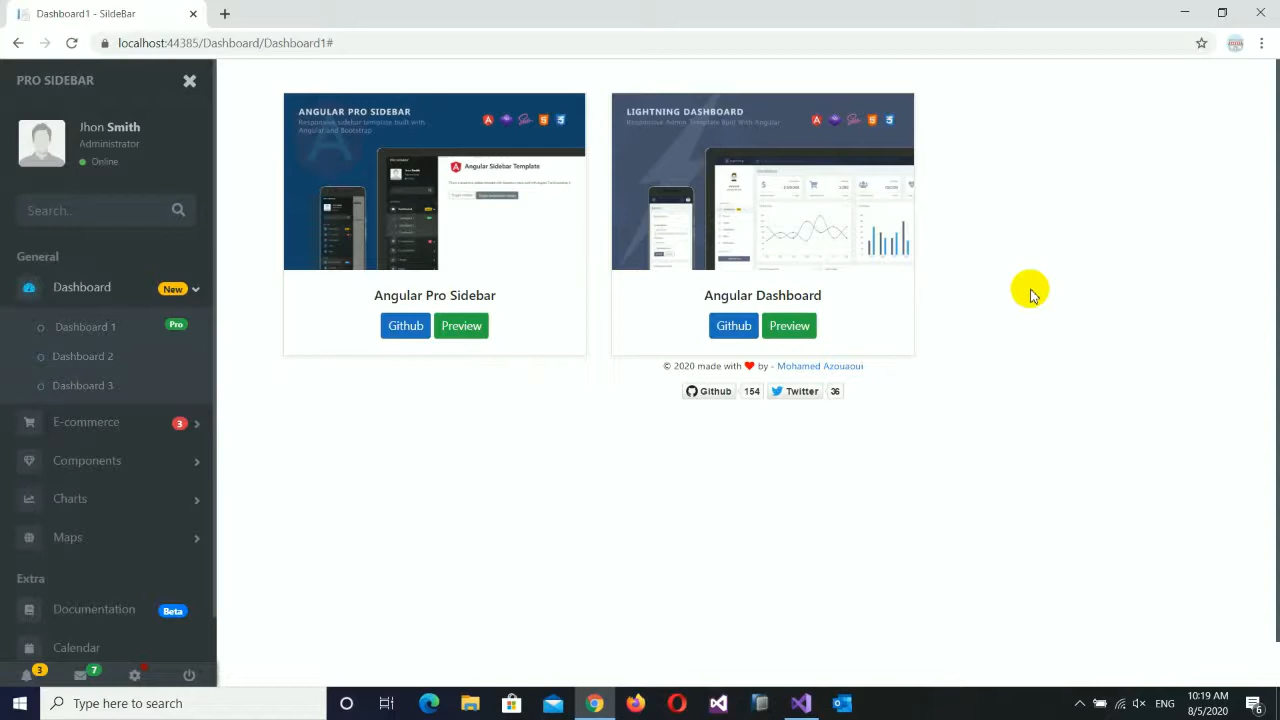 Dashboard1 - SlideBar
localhost:44385/Dashboard/Dashboard1#
PRO SIDEBAR
Jhon Smith
Administrator
Online
Search...
General
Dashboard New
Dashboard 1 Pro
Dashboard 2
Dashboard 3
E-commerce 3
Components
Charts
Maps
Extra
Documentation Beta
Calendar
3 7
ANGULAR PRO SIDEBAR
Responsive sidebar template built with
Angular and Bootstrap
Angular Sidebar Template
Angular Pro Sidebar
Github Preview
LIGHTNING DASHBOARD
Responsive Admin Template Built With Angular
Angular Dashboard
Github Preview
© 2020 made with ❤ by - Mohamed Azouaoui
Github 154 Twitter 36
Type here to search
ENG
10:19 AM
8/5/2020
6